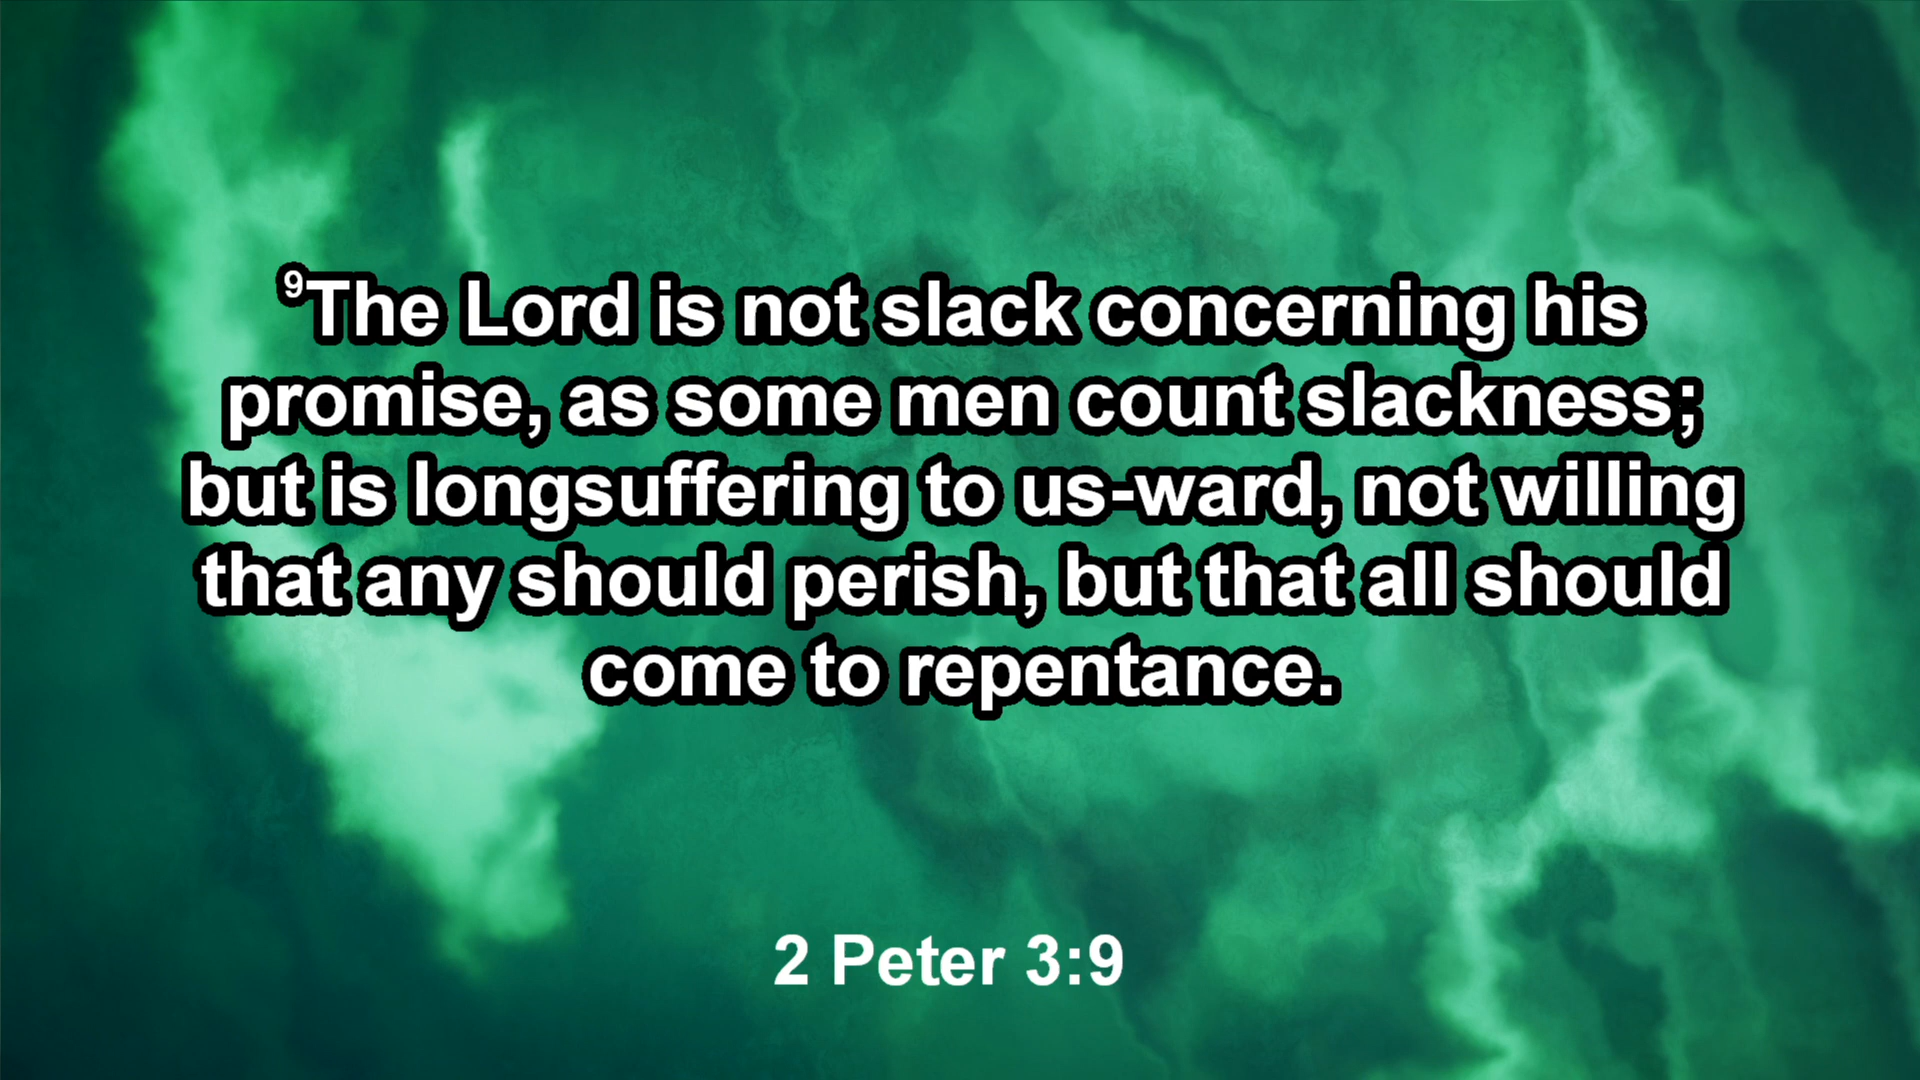 ⁹The Lord is not slack concerning his
promise, as some men count slackness;
but is longsuffering to us-ward, not willing
that any should perish, but that all should
come to repentance.
2 Peter 3:9